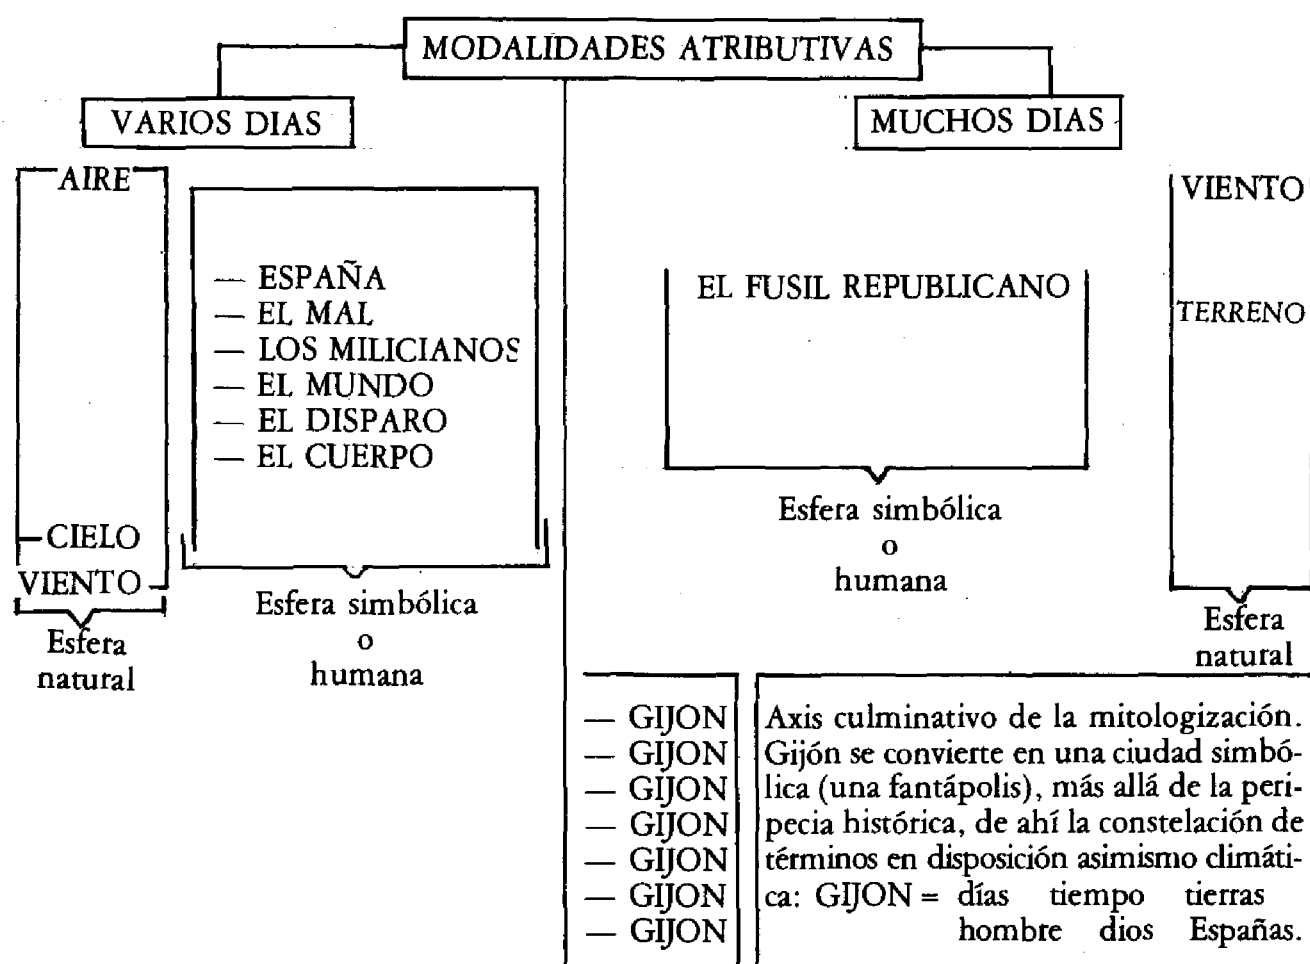 MODALIDADES ATRIBUTIVAS
VARIOS DIAS
AIRE
CIELO
VIENTO
Esfera
natural
— ESPAÑA
— EL MAL
— LOS MILICIANOS
— EL MUNDO
— EL DISPARO
— EL CUERPO
Esfera simbólica
o
humana
MUCHOS DIAS
EL FUSIL REPUBLICANO
Esfera simbólica
o
humana
VIENTO
TERRENO
Esfera
natural
— GIJON
— GIJON
— GIJON
— GIJON
— GIJON
— GIJON
— GIJON
Axis culminativo de la mitologización.
Gijón se convierte en una ciudad simbó-
lica (una fantápolis), más allá de la peri-
pecia histórica, de ahí la constelación de
términos en disposición asimismo climáti-
ca: GIJON = días tiempo tierras
hombre dios Españas.